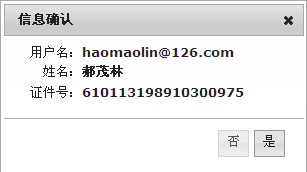 信息确认
用户名：haomaolin@126.com
姓名：郝茂林
证件号：610113198910300975
否 是